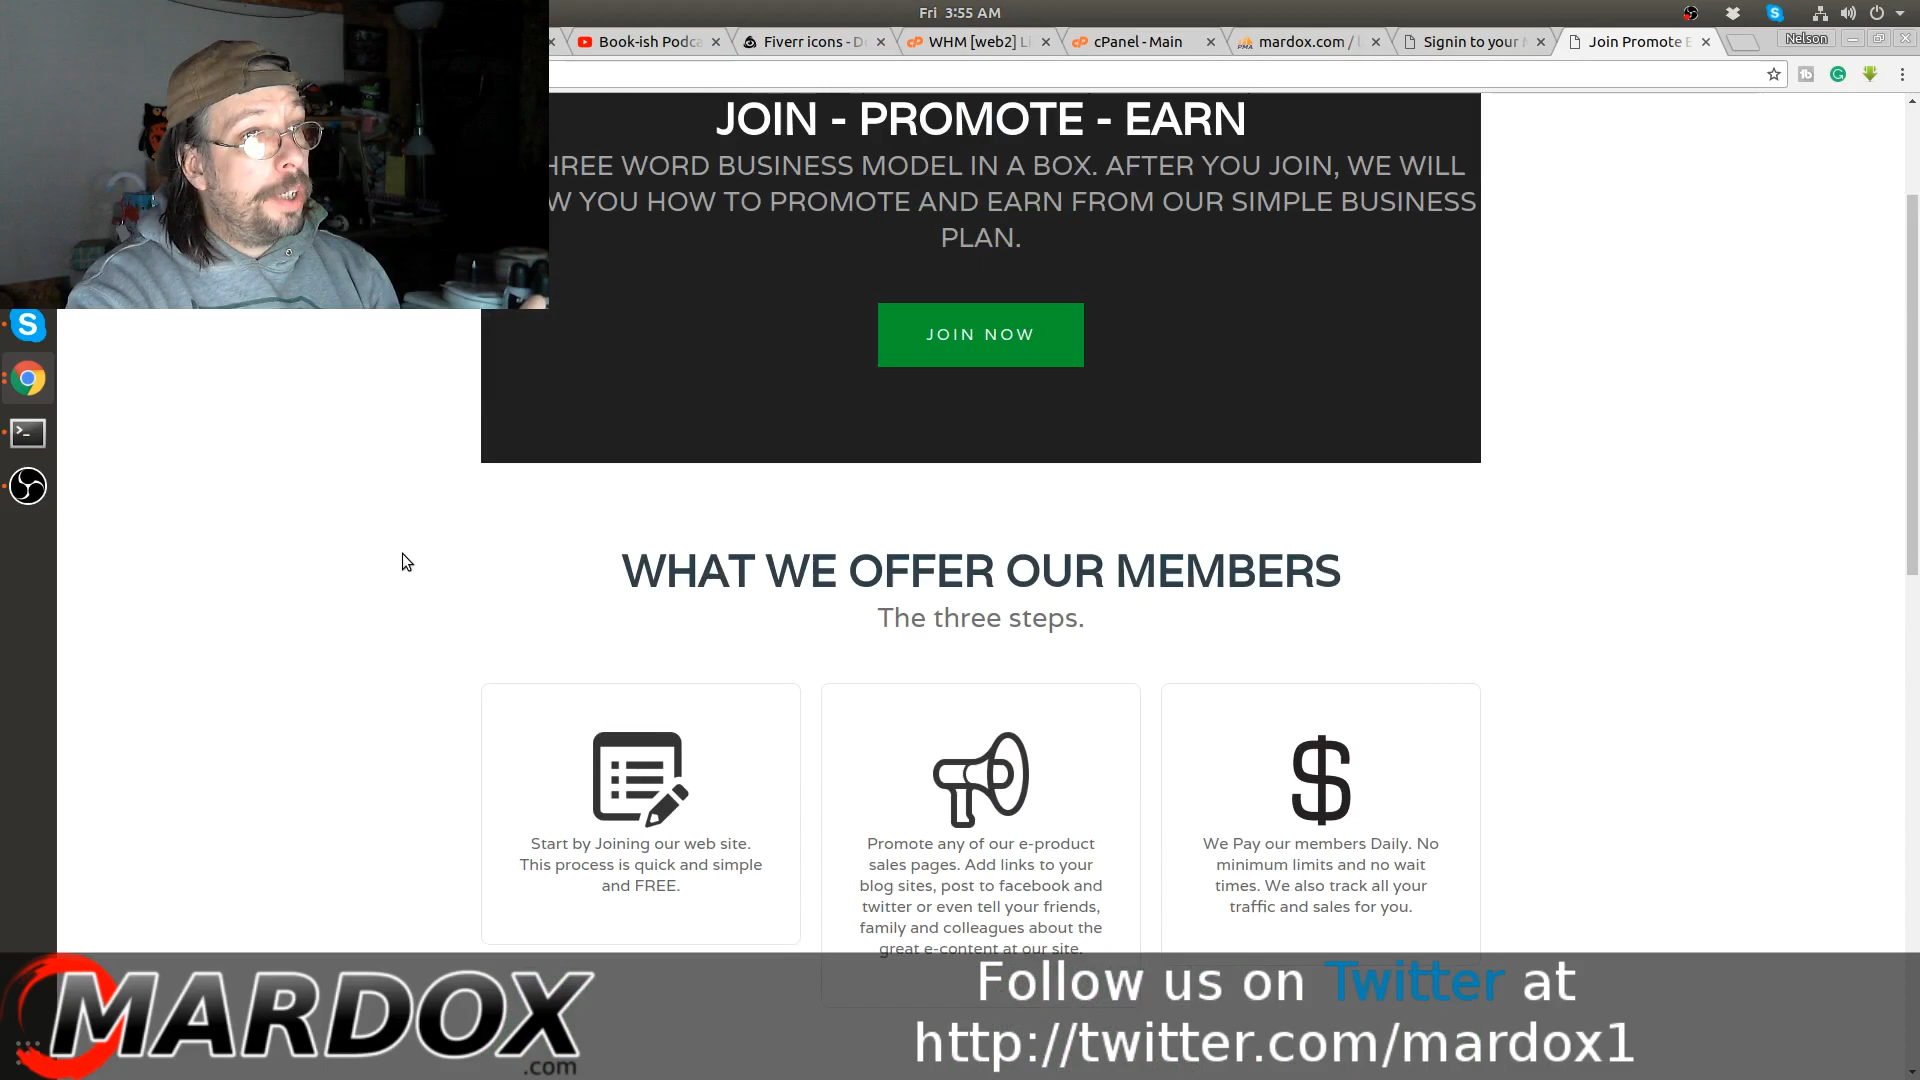 Fri 3:55 AM
Book-ish Podca
Fiverr icons - D
WHM [web2] Li
cPanel - Main
mardox.com /
Signin to your
Join Promote E
Nelson
JOIN - PROMOTE - EARN
HREE WORD BUSINESS MODEL IN A BOX. AFTER YOU JOIN, WE WILL
W YOU HOW TO PROMOTE AND EARN FROM OUR SIMPLE BUSINESS
PLAN.
JOIN NOW
WHAT WE OFFER OUR MEMBERS
The three steps.
Start by Joining our web site.
This process is quick and simple
and FREE.
Promote any of our e-product
sales pages. Add links to your
blog sites, post to facebook and
twitter or even tell your friends,
family and colleagues about the
great e-content at our site.
We Pay our members Daily. No
minimum limits and no wait
times. We also track all your
traffic and sales for you.
MARDOX
.com
Follow us on Twitter at
http://twitter.com/mardox1